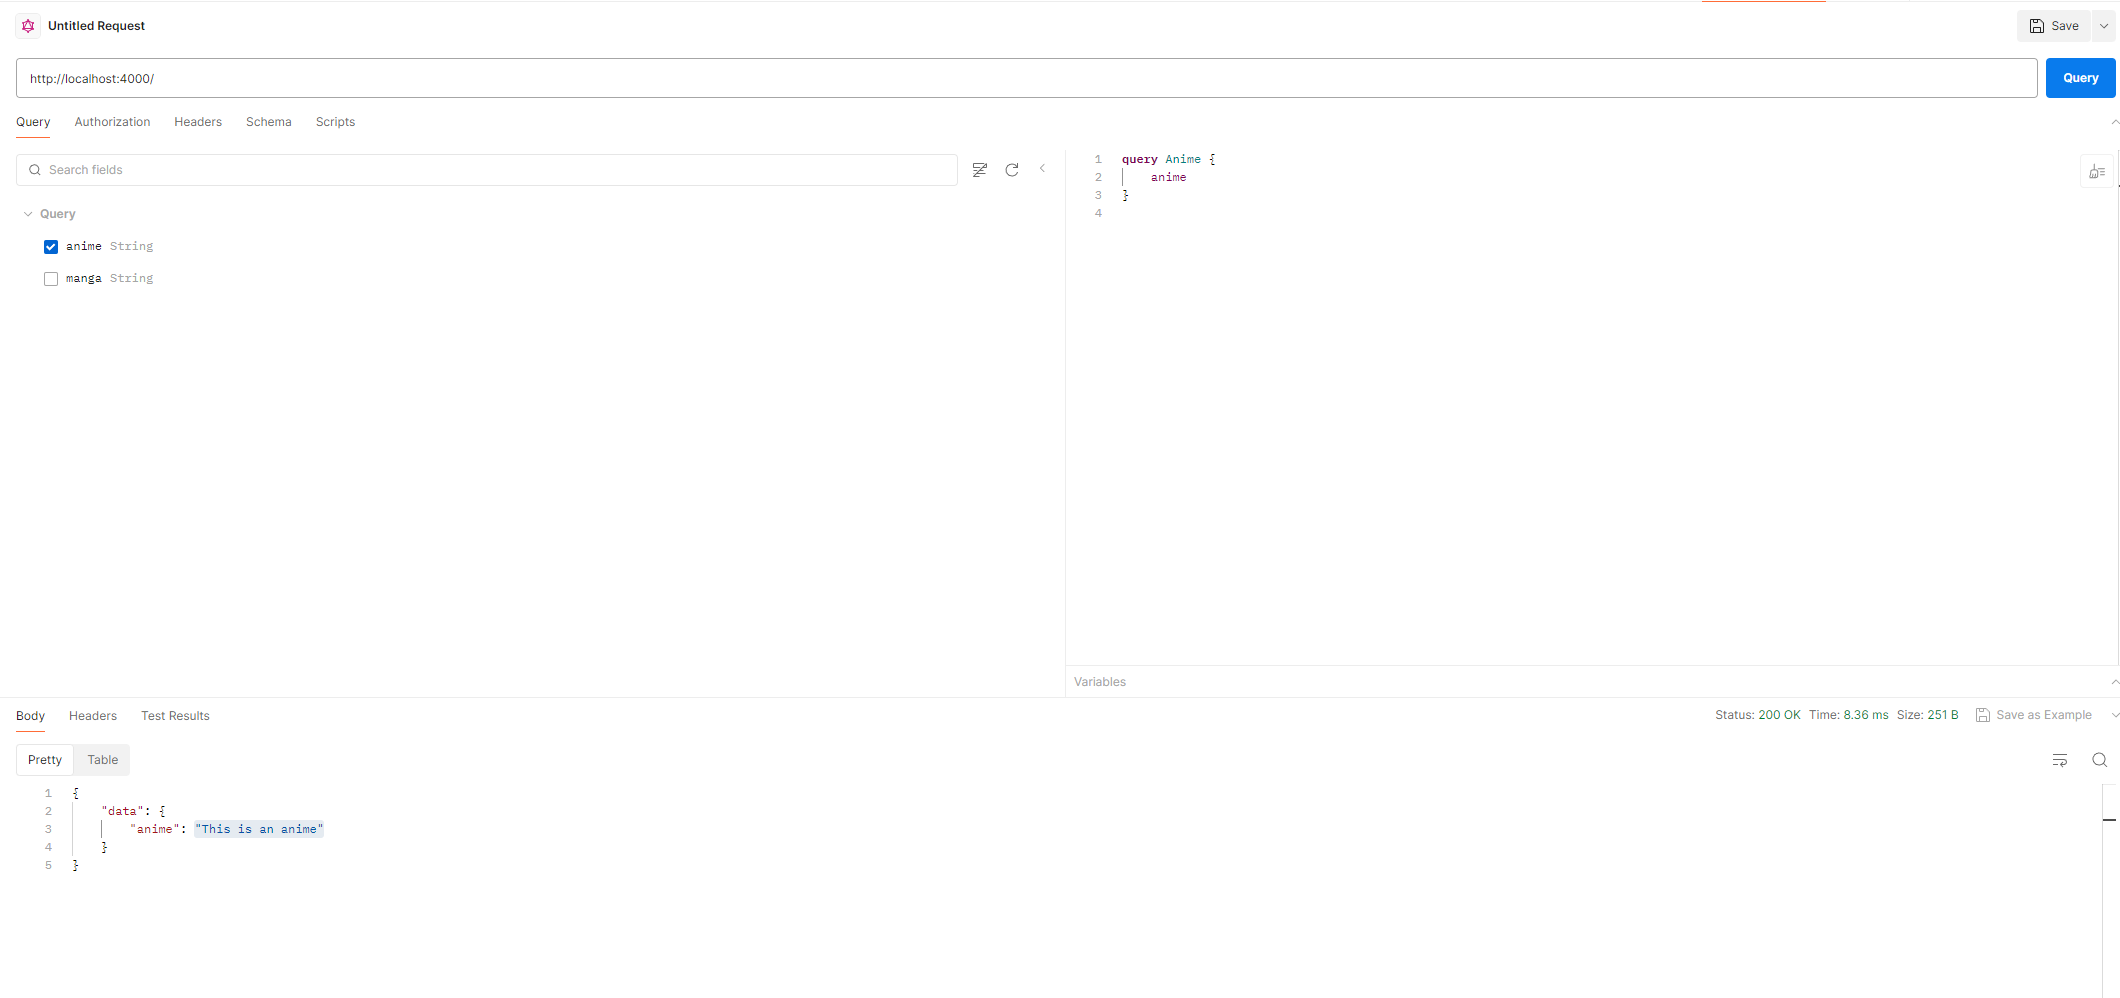 Untitled Request
Save
http://localhost:4000/
Query
Query Authorization Headers Schema Scripts
Search fields
Query
anime String
manga String
1 query Anime {
2 anime
3 }
4
Variables
Body Headers Test Results
Status: 200 OK Time: 8.36 ms Size: 251 B Save as Example
Pretty Table
1 {
2 "data": {
3 "anime": "This is an anime"
4 }
5 }